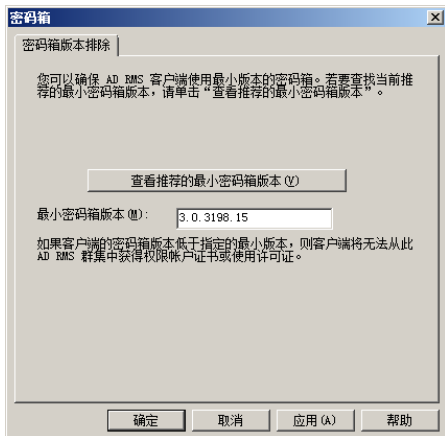 密码箱
密码箱版本排除
您可以确保 AD RMS 客户端使用最小版本的密码箱。若要查找当前推
荐的最小密码箱版本，请单击“查看推荐的最小密码箱版本”。
查看推荐的最小密码箱版本(V)
最小密码箱版本(M): 3.0.3198.15
如果客户端的密码箱版本低于指定的最小版本，则客户端将无法从此
AD RMS 群集中获得权限帐户证书或使用许可证。
确定 取消 应用(A) 帮助